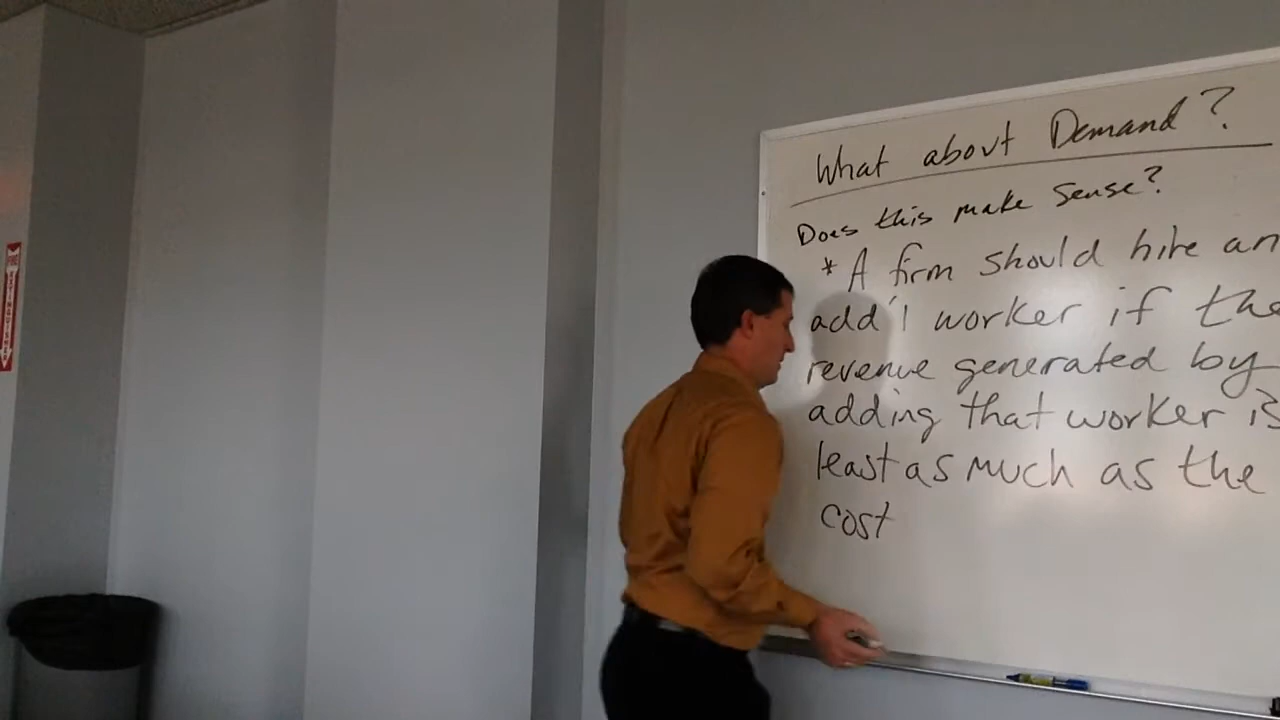 What about Demand?
Does this make sense?
* A firm should hire an
add'l worker if the
revenue generated by
adding that worker is
least as much as the
cost